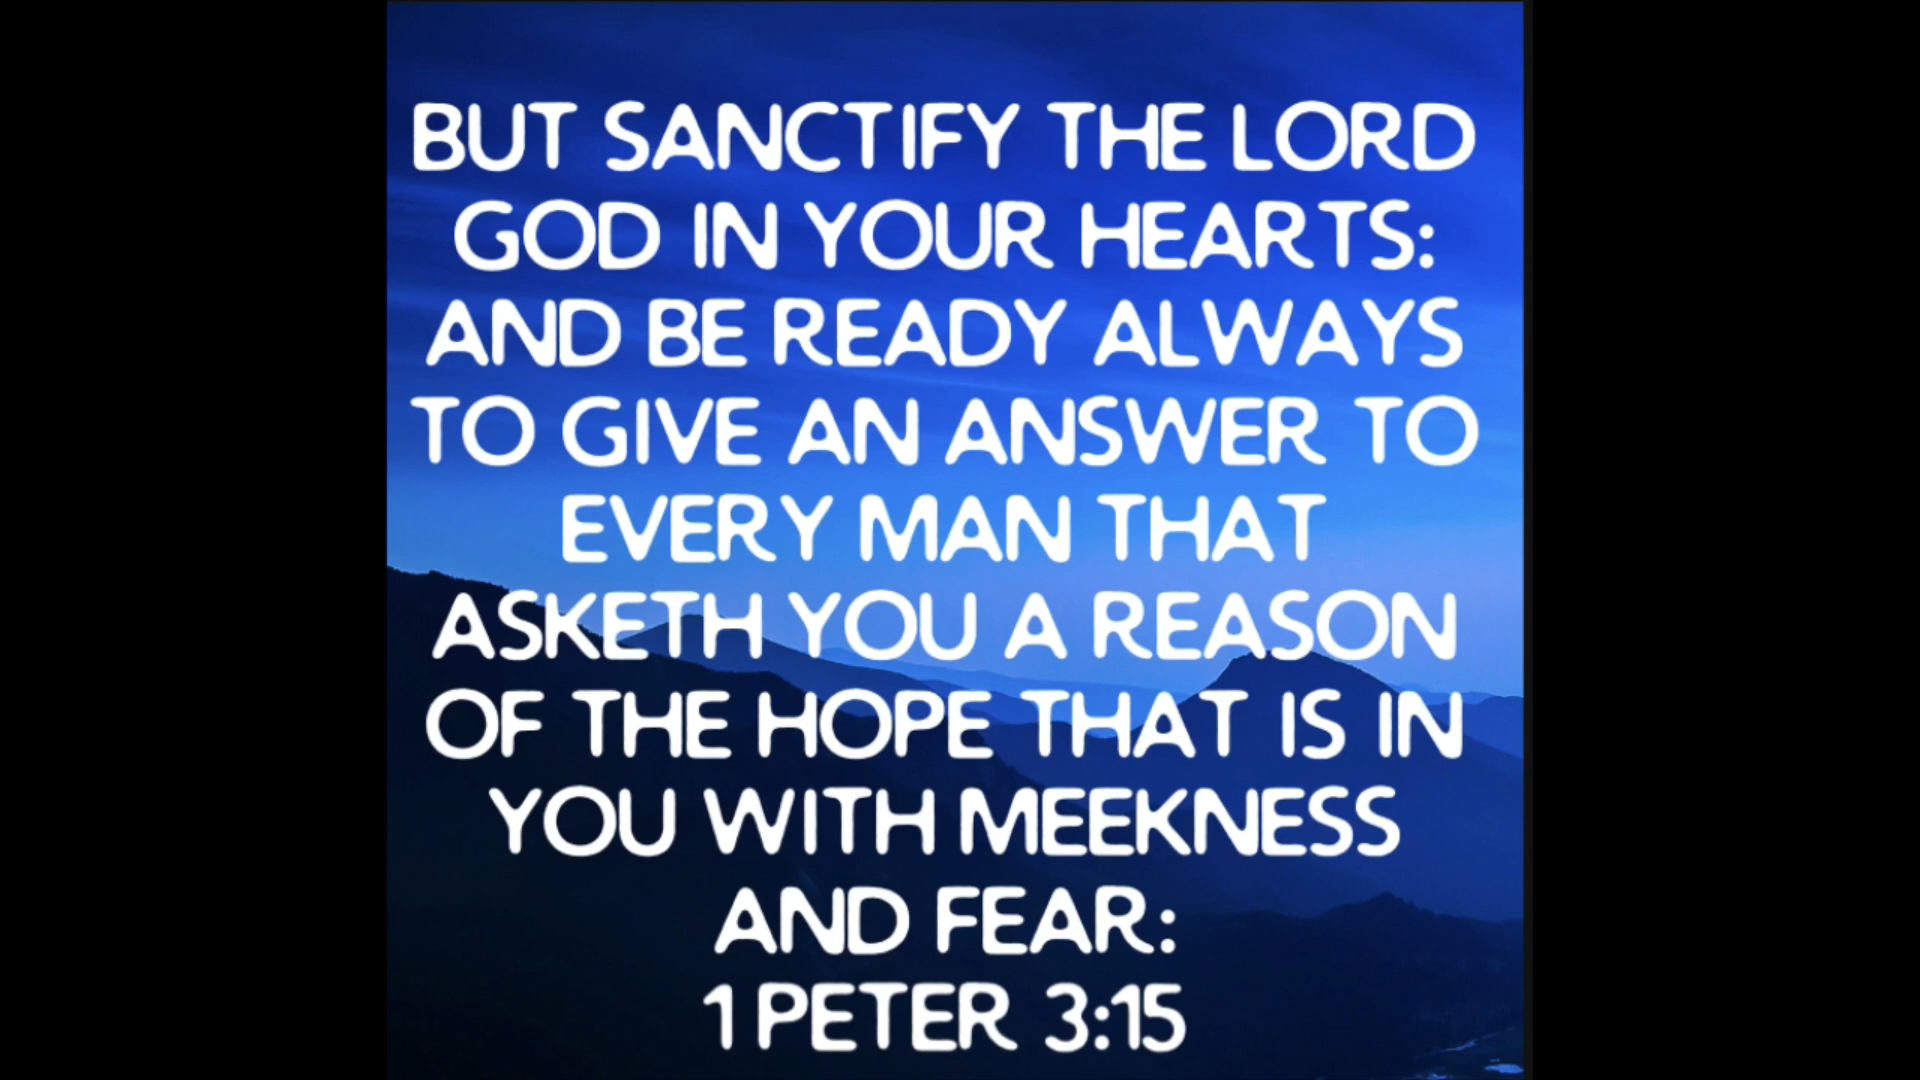 BUT SANCTIFY THE LORD
GOD IN YOUR HEARTS:
AND BE READY ALWAYS
TO GIVE AN ANSWER TO
EVERY MAN THAT
ASKETH YOU A REASON
OF THE HOPE THAT IS IN
YOU WITH MEEKNESS
AND FEAR:
1 PETER 3:15